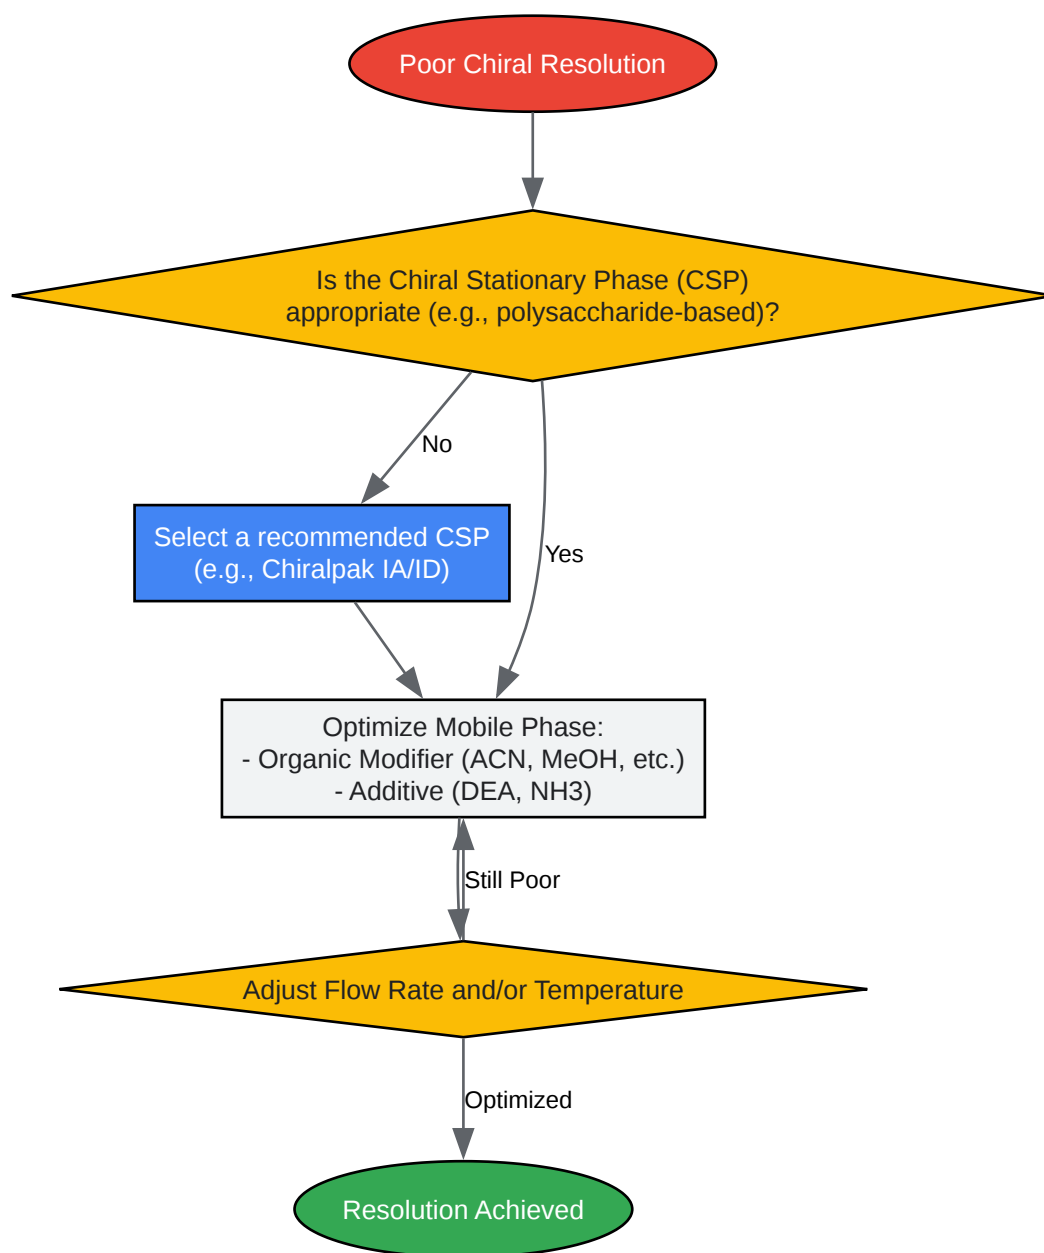 Poor Chiral Resolution
Is the Chiral Stationary Phase (CSP)
appropriate (e.g., polysaccharide-based)?
No
Select a recommended CSP
(e.g., Chiralpak IA/ID)
Yes
Optimize Mobile Phase:
- Organic Modifier (ACN, MeOH, etc.)
- Additive (DEA, NH3)
Still Poor
Adjust Flow Rate and/or Temperature
Optimized
Resolution Achieved